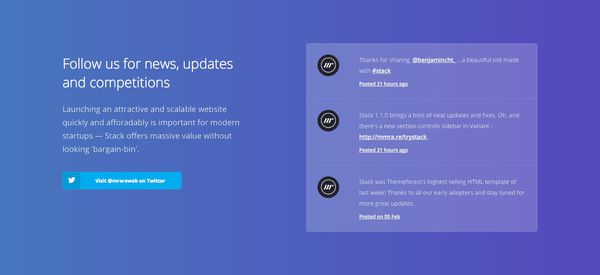 Follow us for news, updates
and competitions
Launching an attractive and scalable website
quickly and afforadably is important for modern
startups — Stack offers massive value without
looking 'bargain-bin'.
Visit @mrareweb on Twitter
Thanks for sharing, @benjamincht_ ...a beautiful site made
with #stack
Posted 21 hours ago
Stack 1.1.0 brings a host of neat updates and fixes. Oh, and
there's a new section controls sidebar in Variant -
http://mmra.re/trystack
Posted 21 hours ago
Stack was Themeforest's highest selling HTML template of
last week! Thanks to all our early adopters and stay tuned for
more great updates.
Posted on 05 Feb